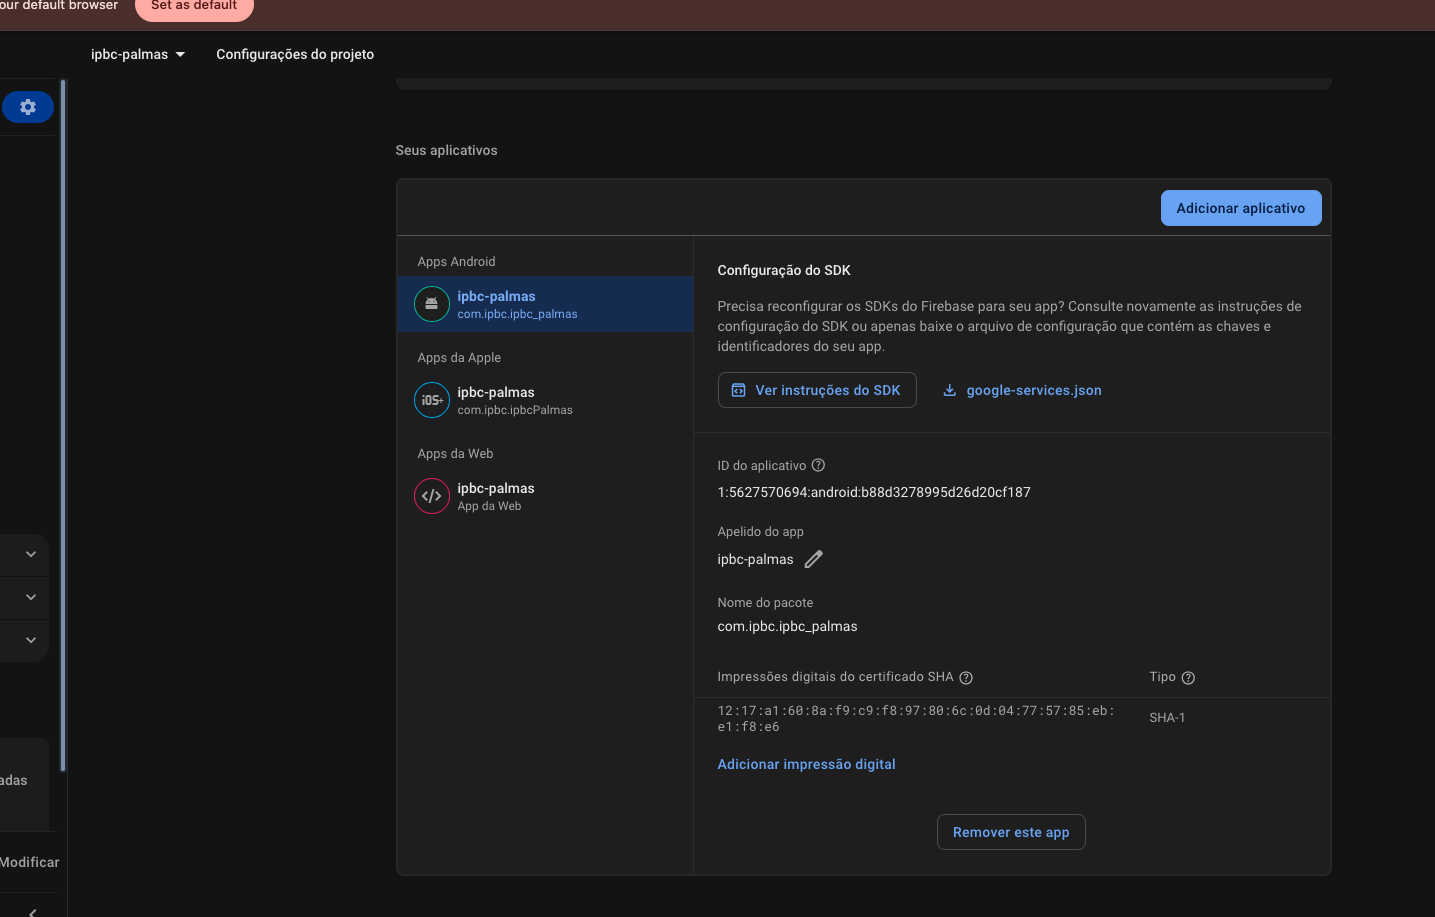 our default browser
Set as default
ipbc-palmas
Configurações do projeto
Seus aplicativos
Adicionar aplicativo
Apps Android
ipbc-palmas
com.ipbc.ipbc_palmas
Apps da Apple
iOS+
ipbc-palmas
com.ipbc.ipbcPalmas
Apps da Web
ipbc-palmas
App da Web
Configuração do SDK
Precisa reconfigurar os SDKs do Firebase para seu app? Consulte novamente as instruções de
configuração do SDK ou apenas baixe o arquivo de configuração que contém as chaves e
identificadores do seu app.
Ver instruções do SDK
google-services.json
ID do aplicativo
1:5627570694:android:b88d3278995d26d20cf187
Apelido do app
ipbc-palmas
Nome do pacote
com.ipbc.ipbc_palmas
Impressões digitais do certificado SHA
Tipo
12:17:a1:60:8a:f9:c9:f8:97:80:6c:0d:04:77:57:85:eb:
e1:f8:e6
SHA-1
Adicionar impressão digital
Remover este app
adas
Modificar